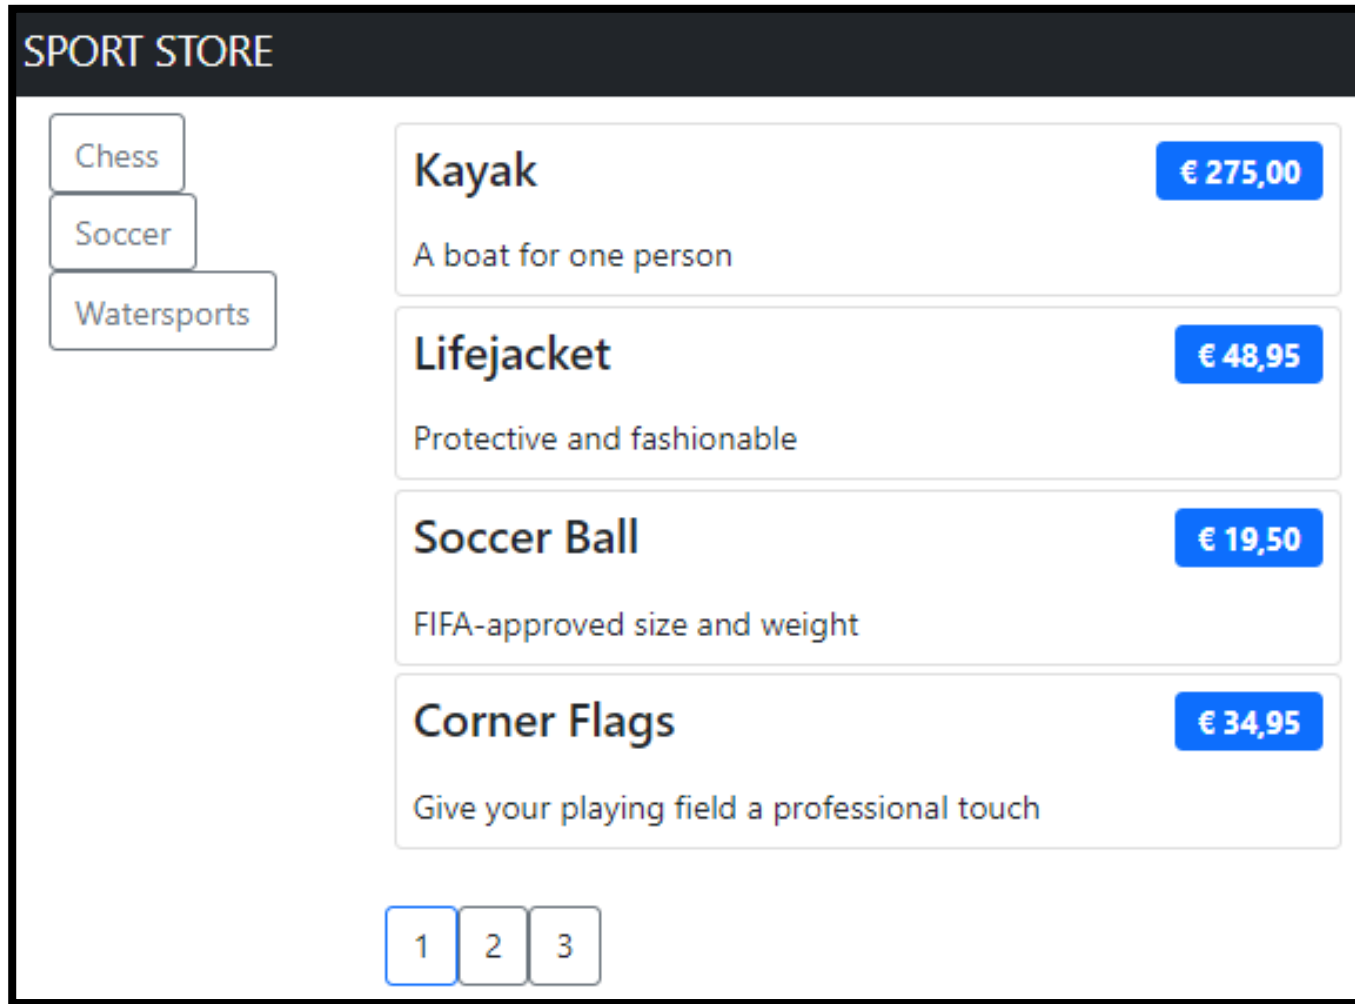 SPORT STORE
Chess
Soccer
Watersports
Kayak
€ 275,00
A boat for one person
Lifejacket
€ 48,95
Protective and fashionable
Soccer Ball
€ 19,50
FIFA-approved size and weight
Corner Flags
€ 34,95
Give your playing field a professional touch
1 2 3